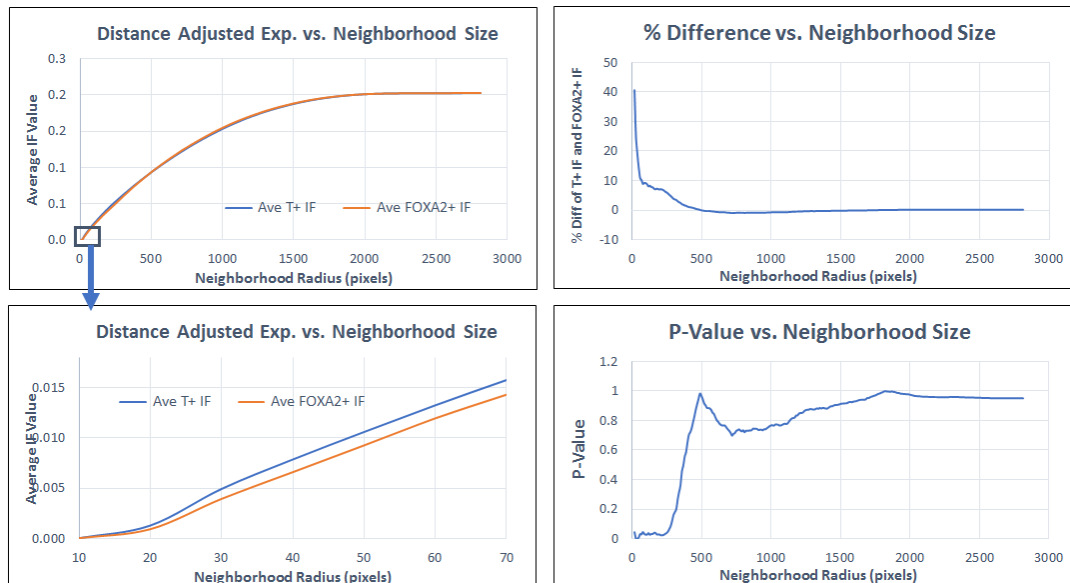 Distance Adjusted Exp. vs. Neighborhood Size
Average IF Value
0.3
0.2
0.2
0.1
0.1
0.0
Ave T+ IF
Ave FOXA2+ IF
0 500 1000 1500 2000 2500 3000
Neighborhood Radius (pixels)
% Difference vs. Neighborhood Size
% Diff of T+ IF and FOXA2+ IF
50
40
30
20
10
0
-10
0 500 1000 1500 2000 2500 3000
Neighborhood Radius (pixels)
Distance Adjusted Exp. vs. Neighborhood Size
Average IF Value
0.015
0.010
0.005
0.000
Ave T+ IF
Ave FOXA2+ IF
10 20 30 40 50 60 70
Neighborhood Radius (pixels)
P-Value vs. Neighborhood Size
P-Value
1.2
1
0.8
0.6
0.4
0.2
0
0 500 1000 1500 2000 2500 3000
Neighborhood Radius (pixels)